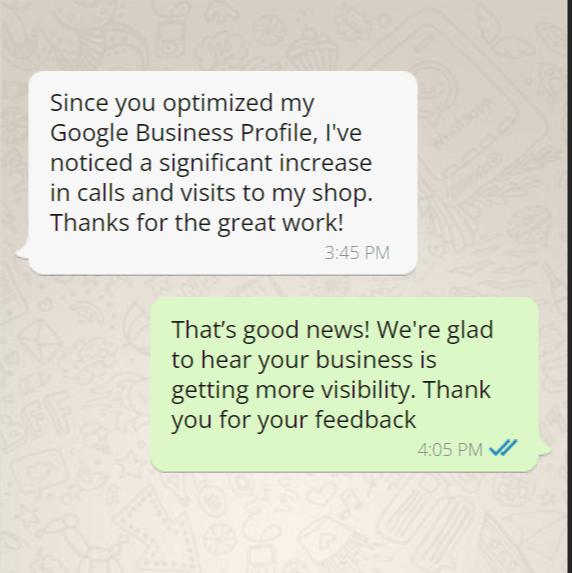 Since you optimized my
Google Business Profile, I've
noticed a significant increase
in calls and visits to my shop.
Thanks for the great work!
3:45 PM
That’s good news! We're glad
to hear your business is
getting more visibility. Thank
you for your feedback
4:05 PM